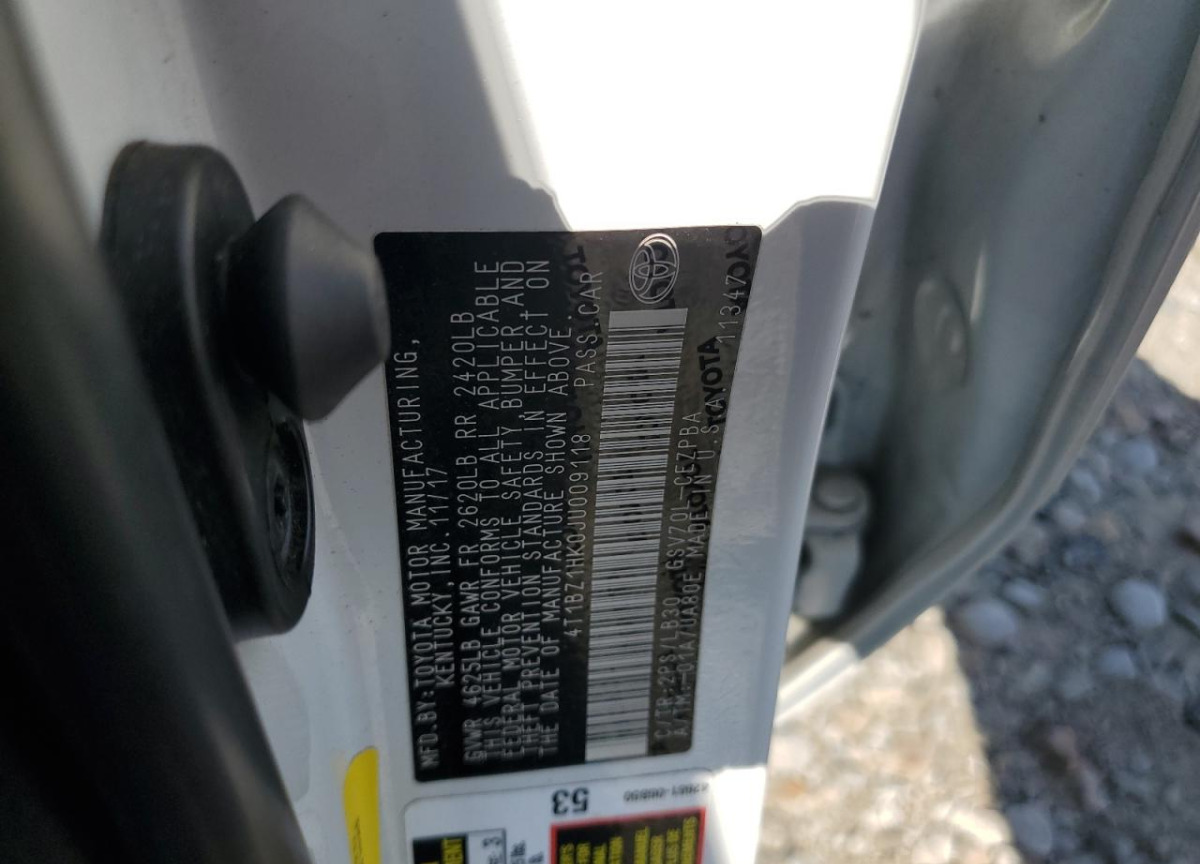 MFD.BY:TOYOTA MOTOR MANUFACTURING,
KENTUCKY, INC. 11/17
GVWR 4625LB GAWR FR 2620LB RR 2420LB
THIS VEHICLE CONFORMS TO ALL APPLICABLE
FEDERAL MOTOR VEHICLE SAFETY, BUMPER, AND
THEFT PREVENTION STANDARDS IN EFFECT ON
THE DATE OF MANUFACTURE SHOWN ABOVE.
4T1BZ1HK0JU009118 PASS.CAR
C/TR:2PS/LB30 GSV70L-CEZPBA
A/TM:-01A/UA80E MADE IN U.S.A. 11347
TOYOTA
53